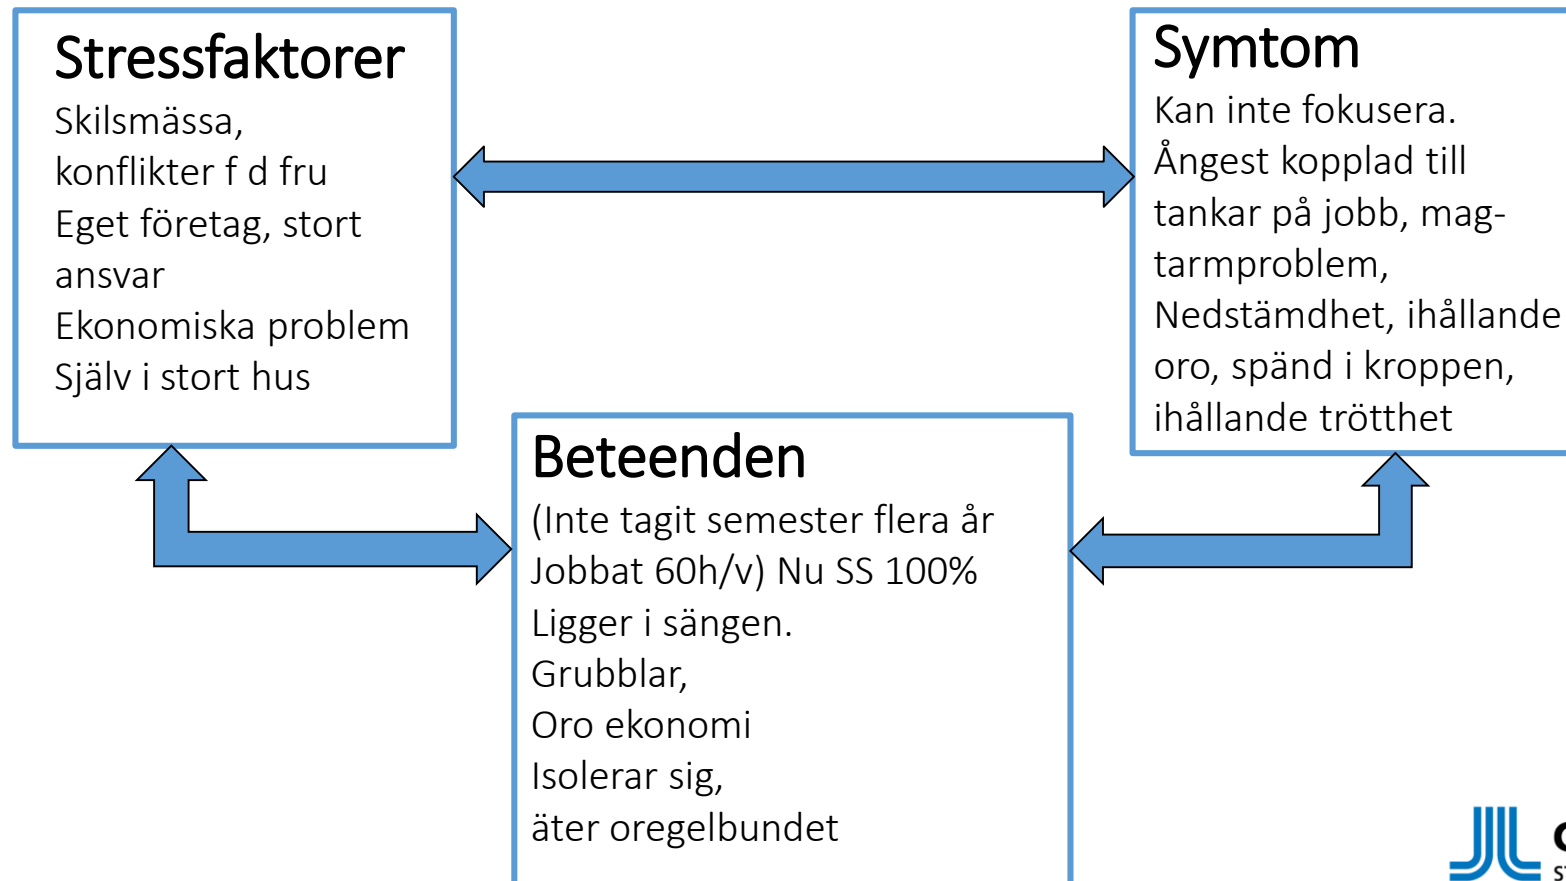 Stressfaktorer
Skilsmässa,
konflikter f d fru
Eget företag, stort
ansvar
Ekonomiska problem
Själv i stort hus
Symtom
Kan inte fokusera.
Ångest kopplad till
tankar på jobb, mag-
tarmproblem,
Nedstämdhet, ihållande
oro, spänd i kroppen,
ihållande trötthet
Beteenden
(Inte tagit semester flera år
Jobbat 60h/v) Nu SS 100%
Ligger i sängen.
Grubblar,
Oro ekonomi
Isolerar sig,
äter oregelbundet